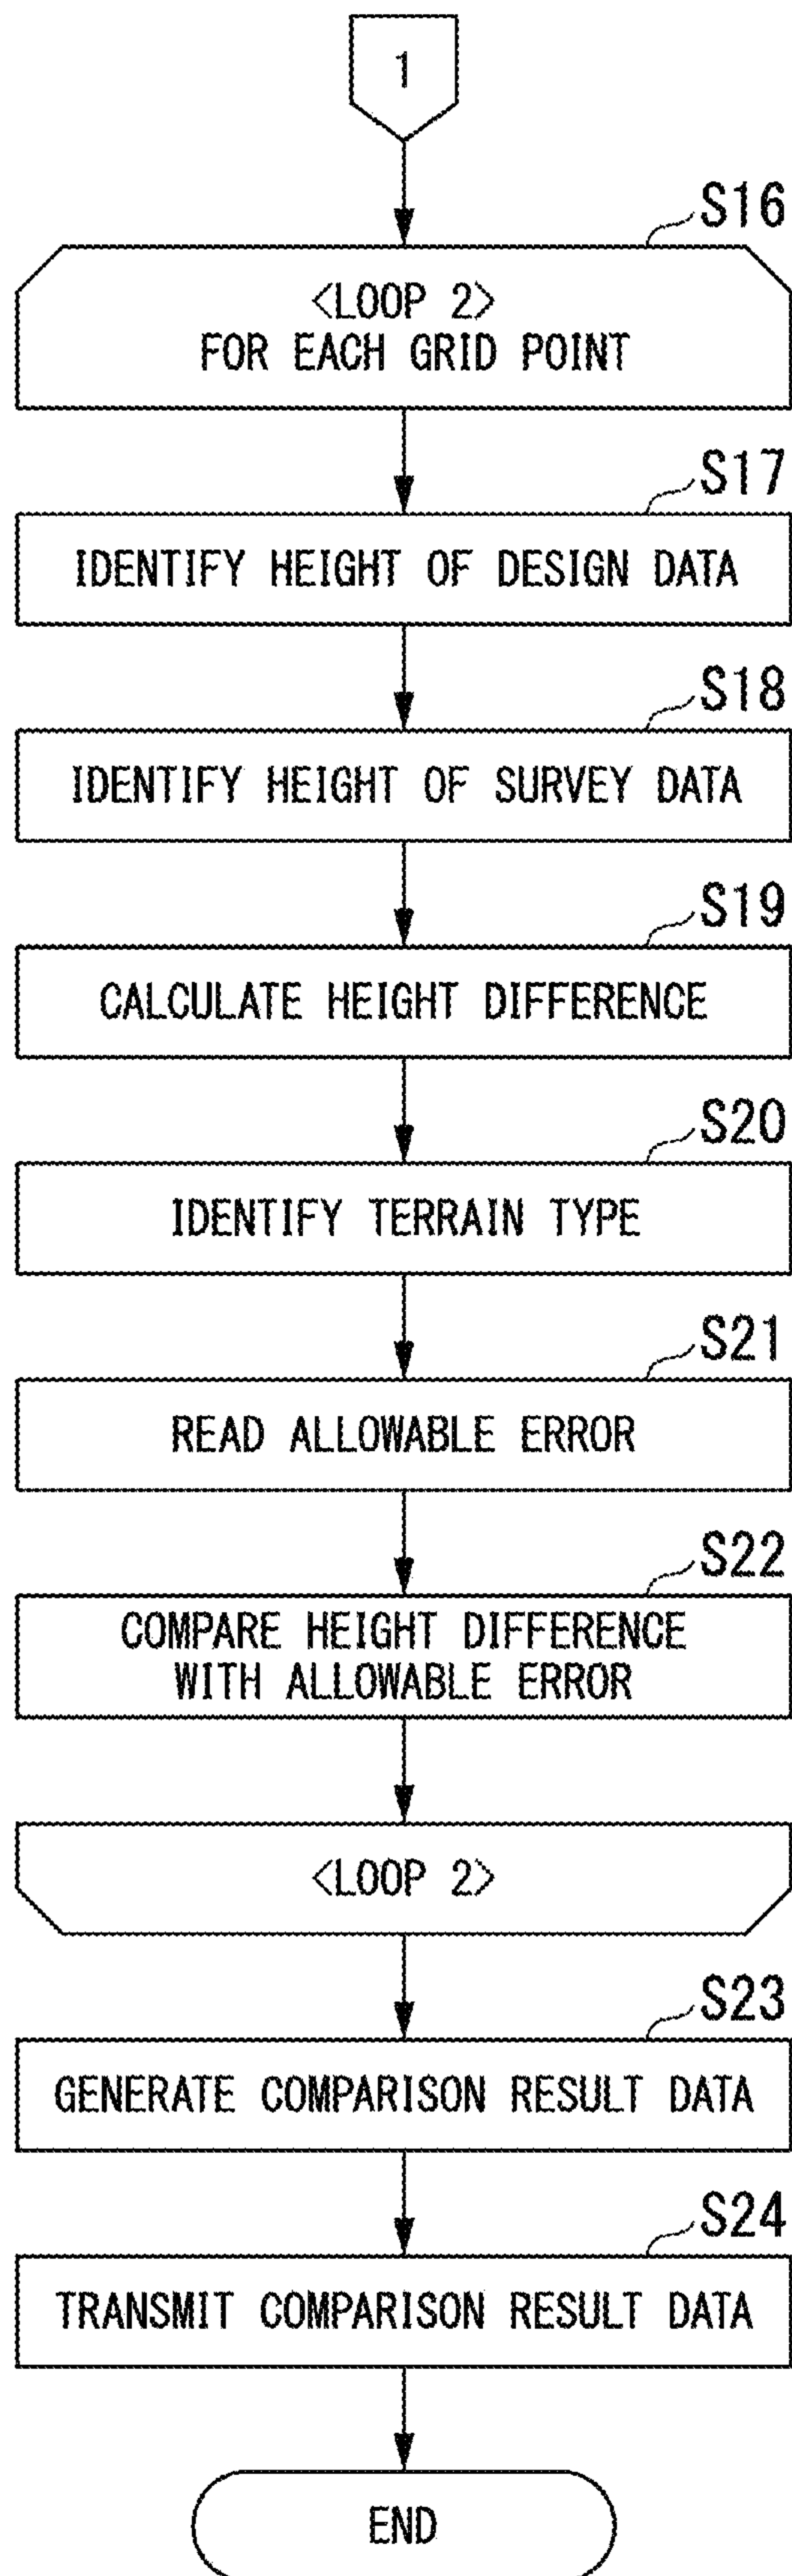 1
S16
<LOOP 2>
FOR EACH GRID POINT
S17
IDENTIFY HEIGHT OF DESIGN DATA
S18
IDENTIFY HEIGHT OF SURVEY DATA
S19
CALCULATE HEIGHT DIFFERENCE
S20
IDENTIFY TERRAIN TYPE
S21
READ ALLOWABLE ERROR
S22
COMPARE HEIGHT DIFFERENCE
WITH ALLOWABLE ERROR
<LOOP 2>
S23
GENERATE COMPARISON RESULT DATA
S24
TRANSMIT COMPARISON RESULT DATA
END